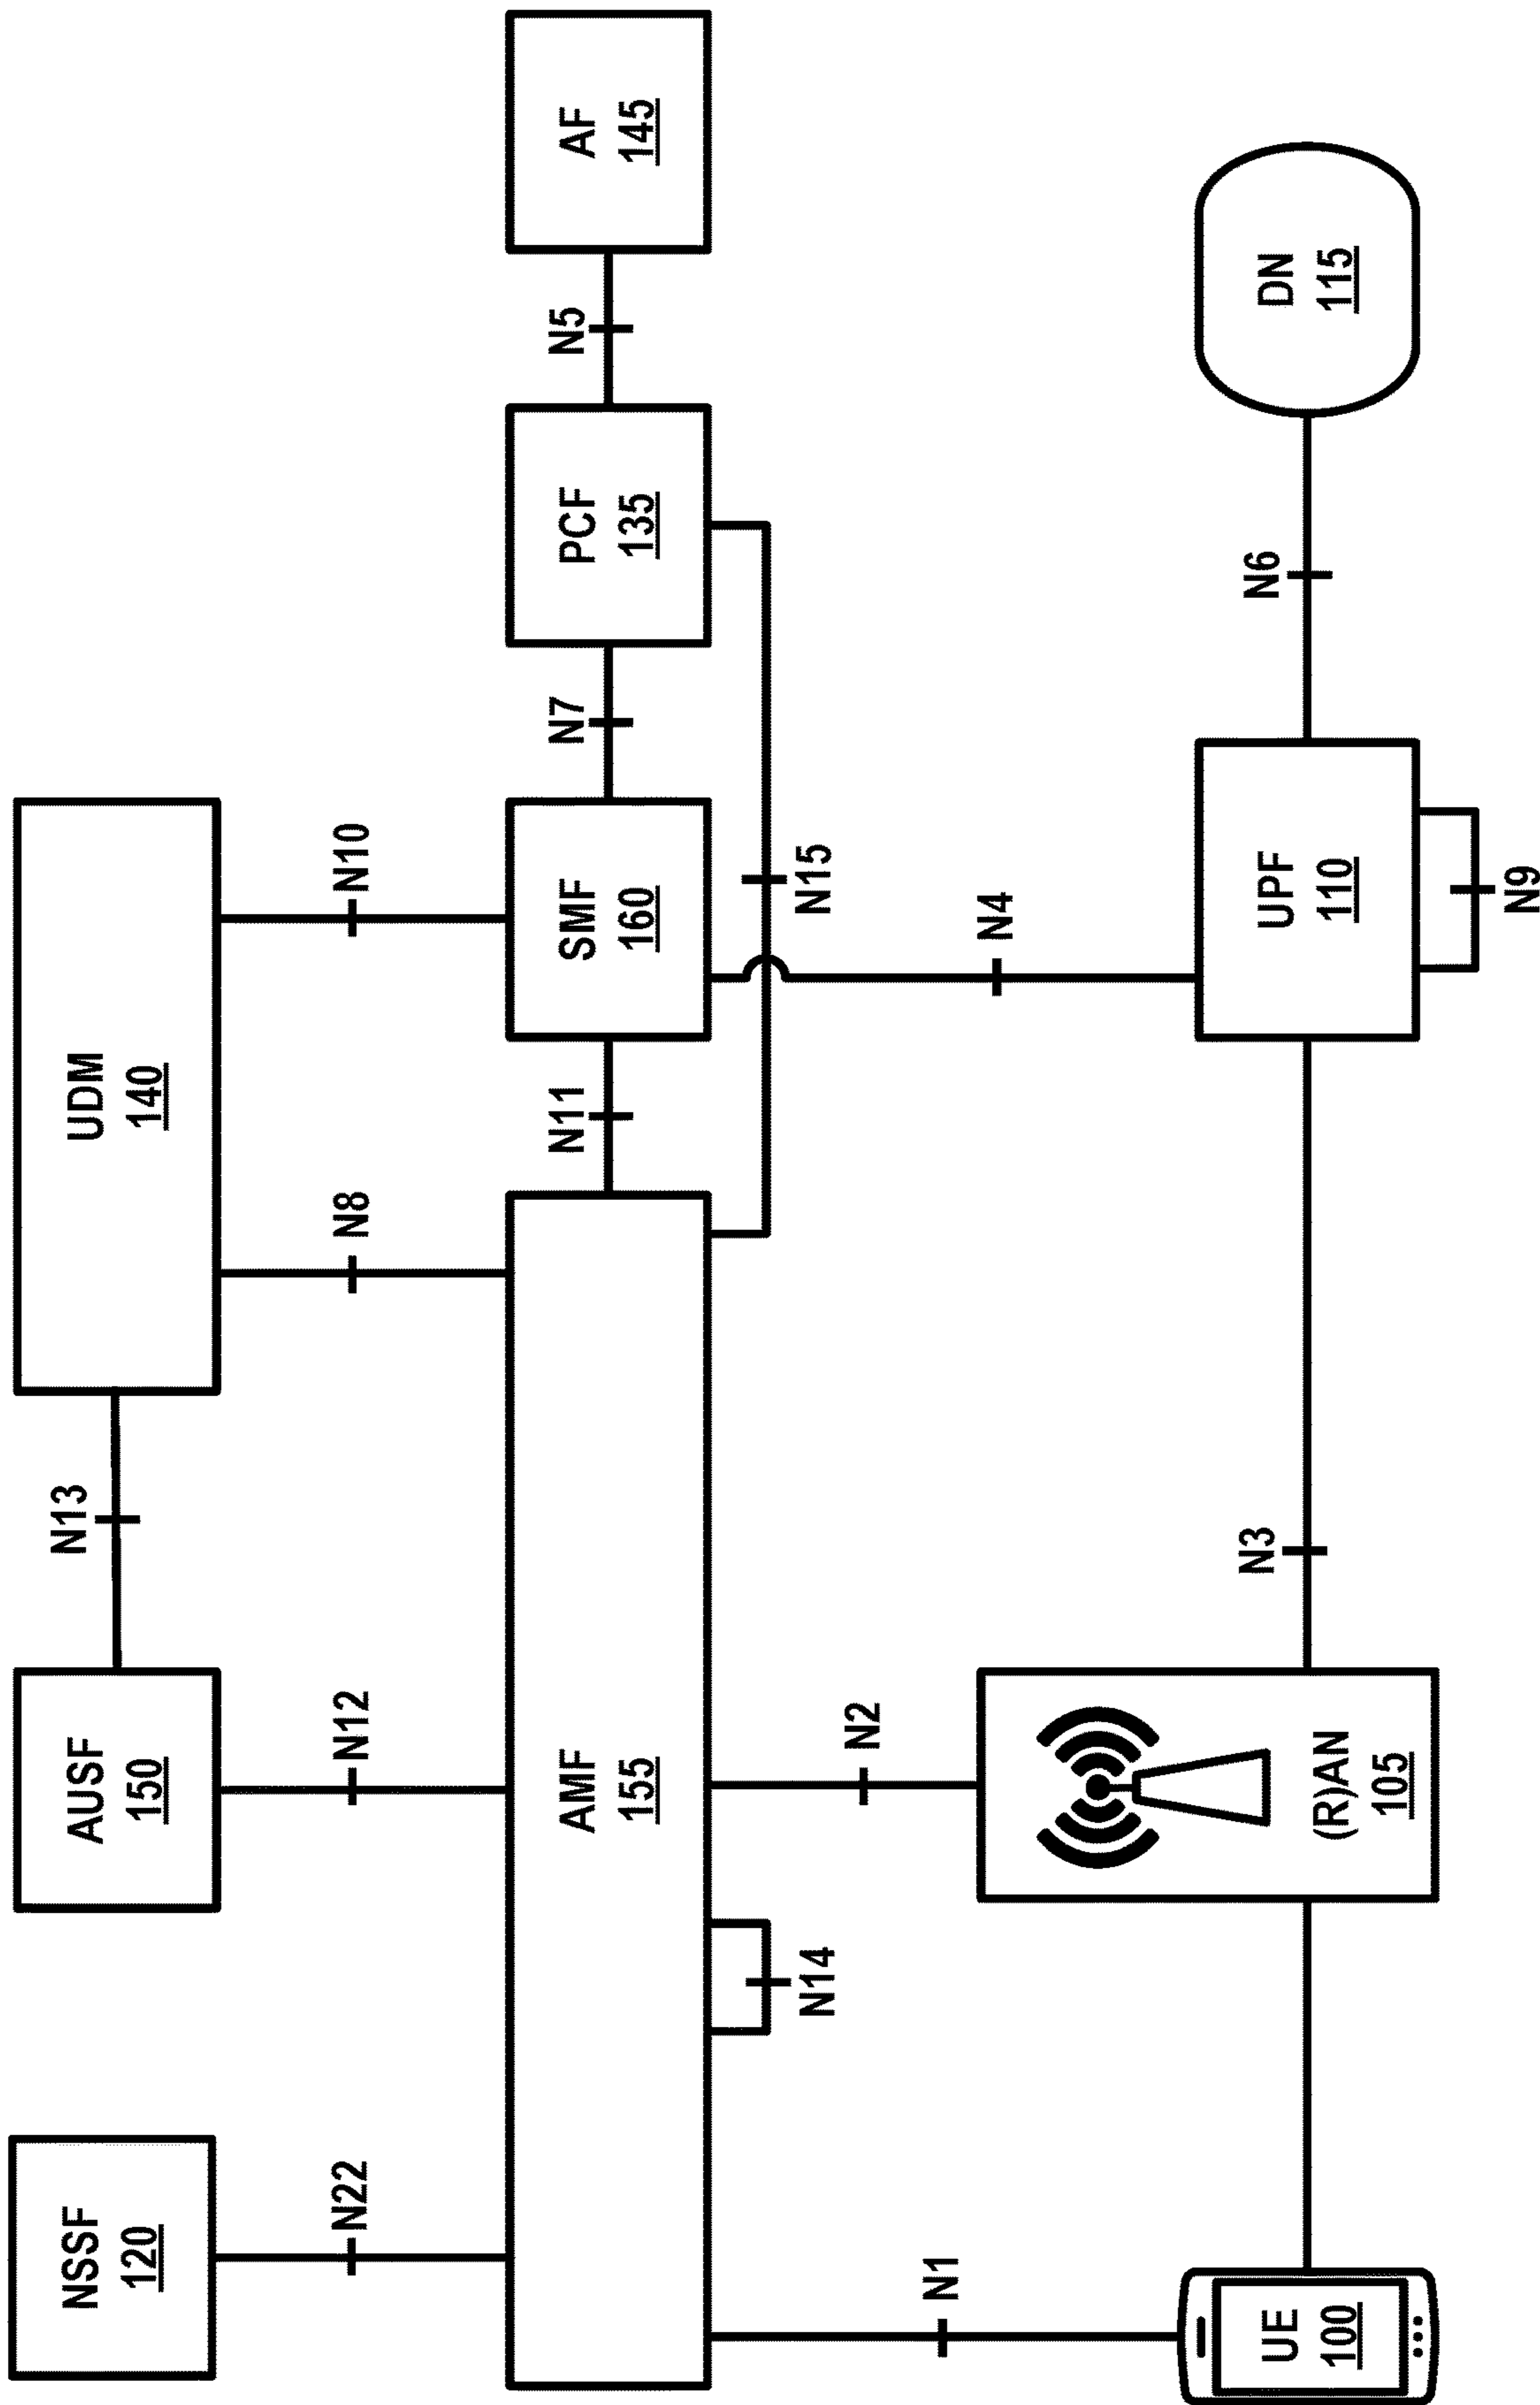 NSSF
120
AUSF
150
N13
UDM
140
N22
N12
N8
N10
AMF
155
N11
SMF
160
N7
PCF
135
N5
AF
145
N14
N15
N1
N2
N4
UE
100
(R)AN
105
N3
UPF
110
N6
DN
115
N9